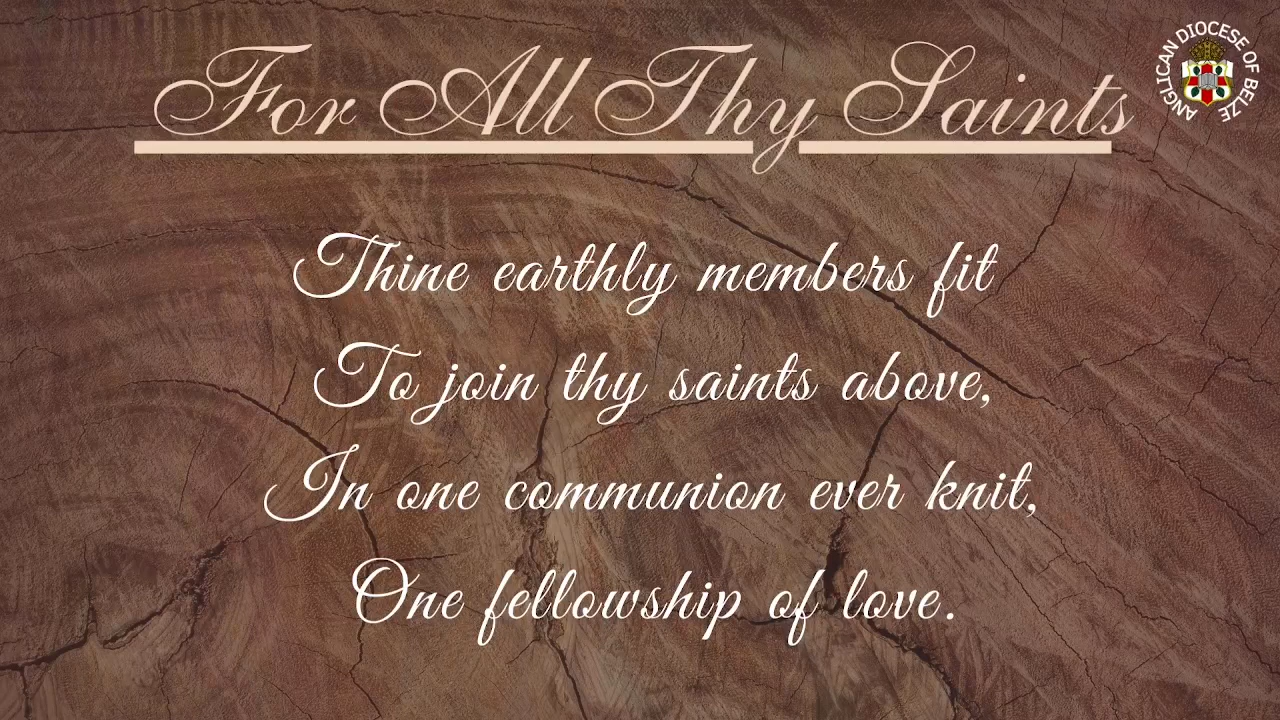 For All Thy Saints
ANGLICAN DIOCESE OF BELIZE
Thine earthly members fit
To join thy saints above,
In one communion ever knit,
One fellowship of love.